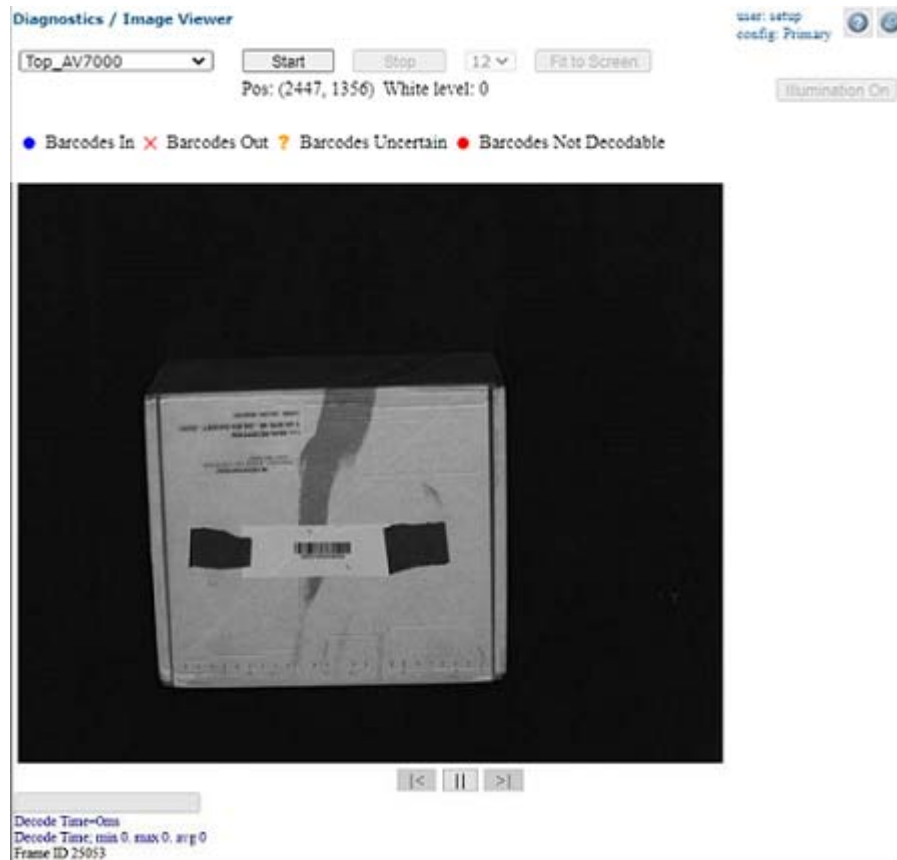 Diagnostics / Image Viewer
user: setup
config: Primary
Top_AV7000
Start
Stop
12
Fit to Screen
Pos: (2447, 1356) White level: 0
Illumination On
Barcodes In
Barcodes Out
? Barcodes Uncertain
Barcodes Not Decodable
|<
||
>|
Decode Time=0ms
Decode Time; min 0, max 0, avg 0
Frame ID 25053